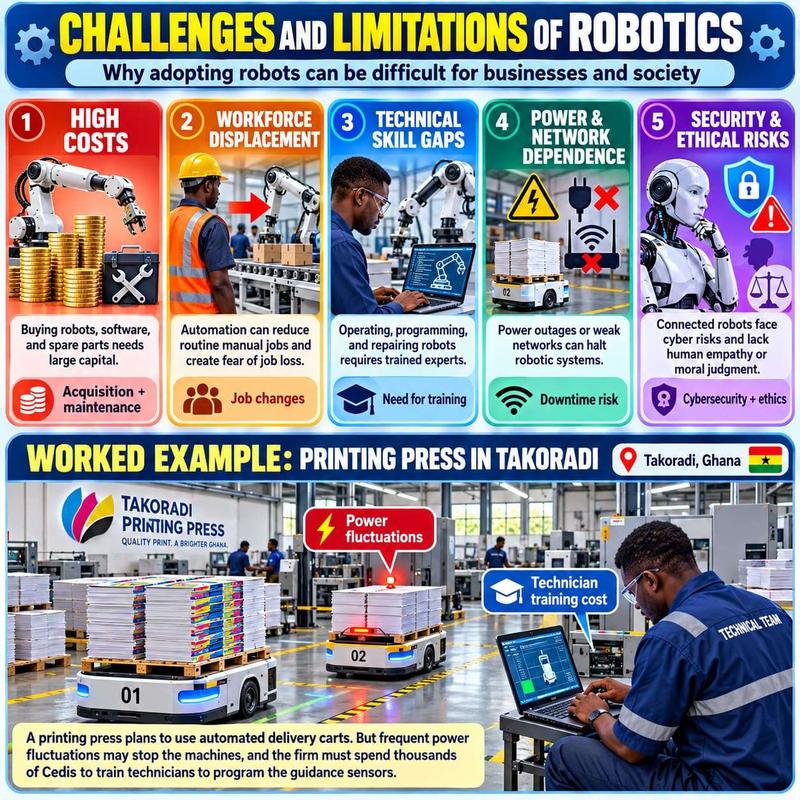 CHALLENGES AND LIMITATIONS OF ROBOTICS
Why adopting robots can be difficult for businesses and society
1
HIGH
COSTS
Buying robots, software,
and spare parts needs
large capital.
Acquisition +
maintenance
2
WORKFORCE
DISPLACEMENT
Automation can reduce
routine manual jobs and
create fear of job loss.
Job changes
3
TECHNICAL
SKILL GAPS
Operating, programming,
and repairing robots
requires trained experts.
Need for training
4
POWER &
NETWORK
DEPENDENCE
02
Power outages or weak
networks can halt
robotic systems.
Downtime risk
5
SECURITY &
ETHICAL RISKS
Connected robots face
cyber risks and lack
human empathy or
moral judgment.
Cybersecurity + ethics
WORKED EXAMPLE: PRINTING PRESS IN TAKORADI
Takoradi, Ghana
TAKORADI
PRINTING PRESS
QUALITY PRINT. A BRIGHTER GHANA.
Power
fluctuations
Technician
training cost
01
02
TECHNICAL TEAM
A printing press plans to use automated delivery carts. But frequent power
fluctuations may stop the machines, and the firm must spend thousands
of Cedis to train technicians to program the guidance sensors.